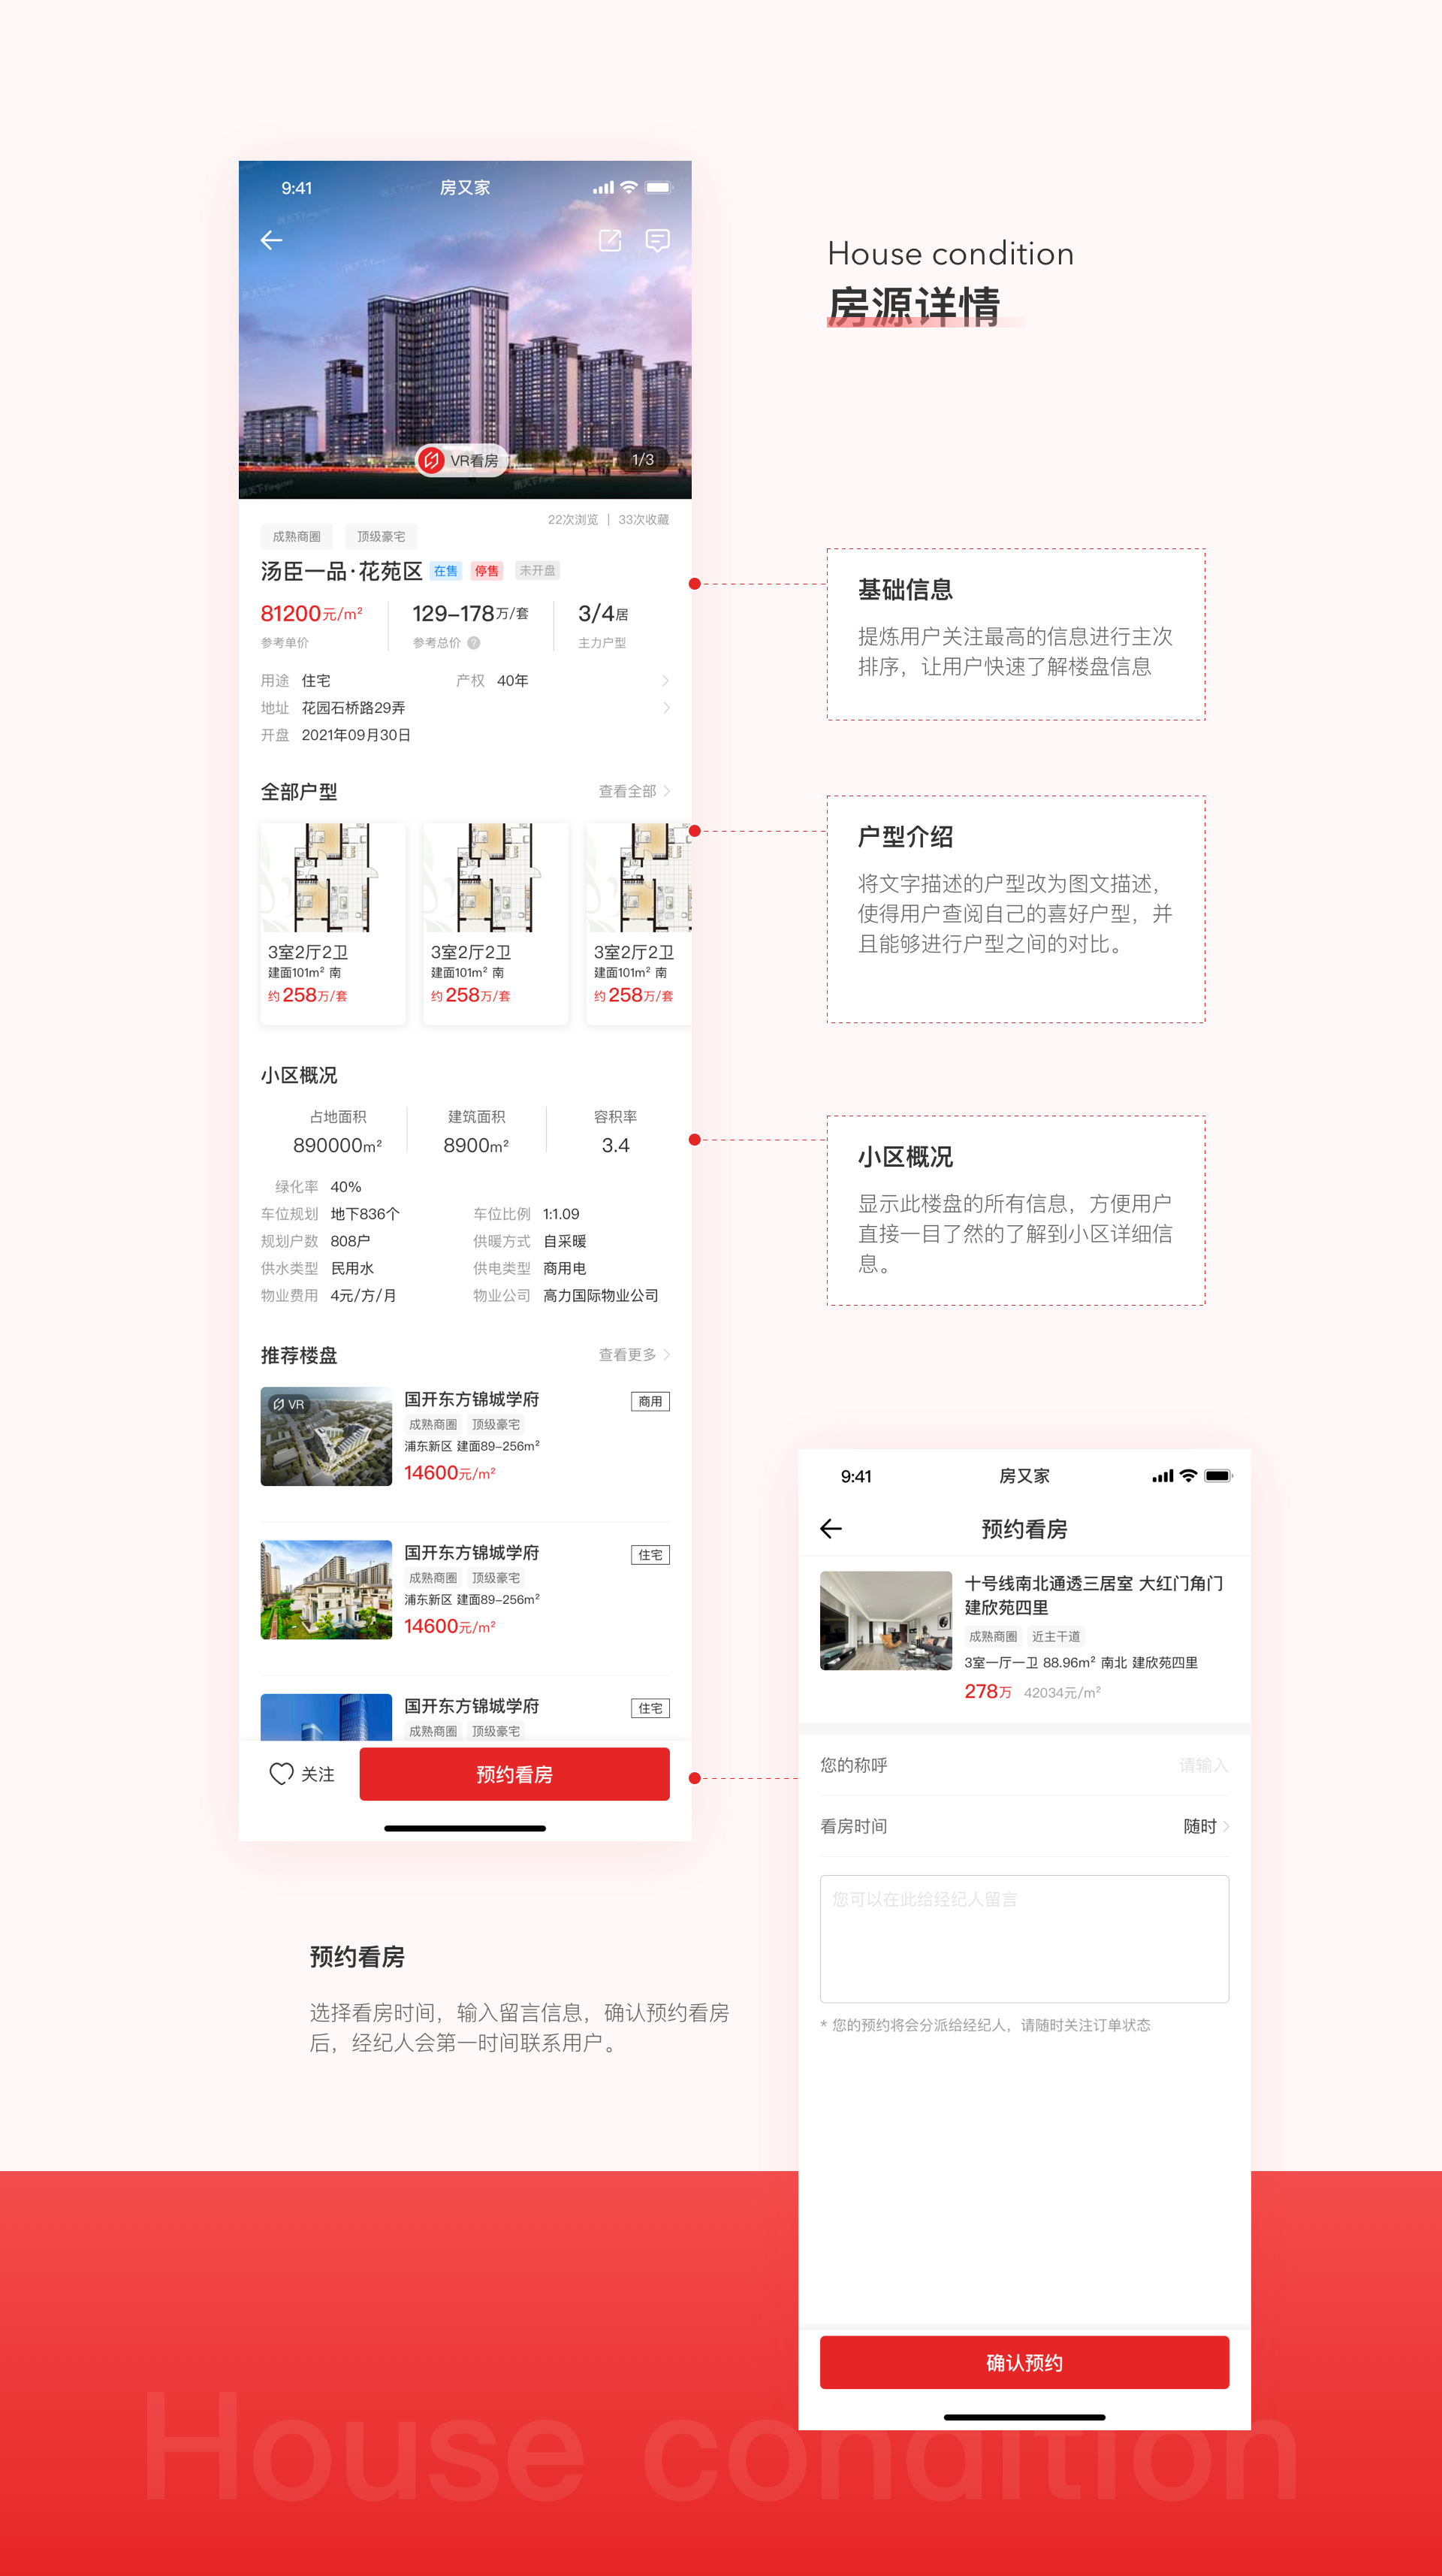 9:41
房又家
House condition
房源详情
VR看房
1/3
22次浏览 | 33次收藏
成熟商圈 顶级豪宅
汤臣一品·花苑区 在售 停售 未开盘
81200元/m² 129-178万/套 3/4居
参考单价 参考总价 ? 主力户型
用途 住宅 产权 40年
地址 花园石桥路29弄
开盘 2021年09月30日
基础信息
提炼用户关注最高的信息进行主次
排序，让用户快速了解楼盘信息
全部户型 查看全部
3室2厅2卫 3室2厅2卫 3室2厅2卫
建面101m² 南 建面101m² 南 建面101m² 南
约258万/套 约258万/套 约258万/套
户型介绍
将文字描述的户型改为图文描述，
使得用户查阅自己的喜好户型，并
且能够进行户型之间的对比。
小区概况
占地面积 建筑面积 容积率
890000m² 8900m² 3.4
绿化率 40%
车位规划 地下836个 车位比例 1:1.09
规划户数 808户 供暖方式 自采暖
供水类型 民用水 供电类型 商用电
物业费用 4元/方/月 物业公司 高力国际物业公司
小区概况
显示此楼盘的所有信息，方便用户
直接一目了然的了解到小区详细信
息。
推荐楼盘 查看更多
VR
国开东方锦城学府 商用
成熟商圈 顶级豪宅
浦东新区 建面89-256m²
14600元/m²
国开东方锦城学府 住宅
成熟商圈 顶级豪宅
浦东新区 建面89-256m²
14600元/m²
国开东方锦城学府 住宅
成熟商圈 顶级豪宅
关注 预约看房
9:41
房又家
预约看房
十号线南北通透三居室 大红门角门
建欣苑四里
成熟商圈 近主干道
3室一厅一卫 88.96m² 南北 建欣苑四里
278万 42034元/m²
您的称呼 请输入
看房时间 随时
您可以在此给经纪人留言
* 您的预约将会分派给经纪人，请随时关注订单状态
确认预约
预约看房
选择看房时间，输入留言信息，确认预约看房
后，经纪人会第一时间联系用户。
House condition